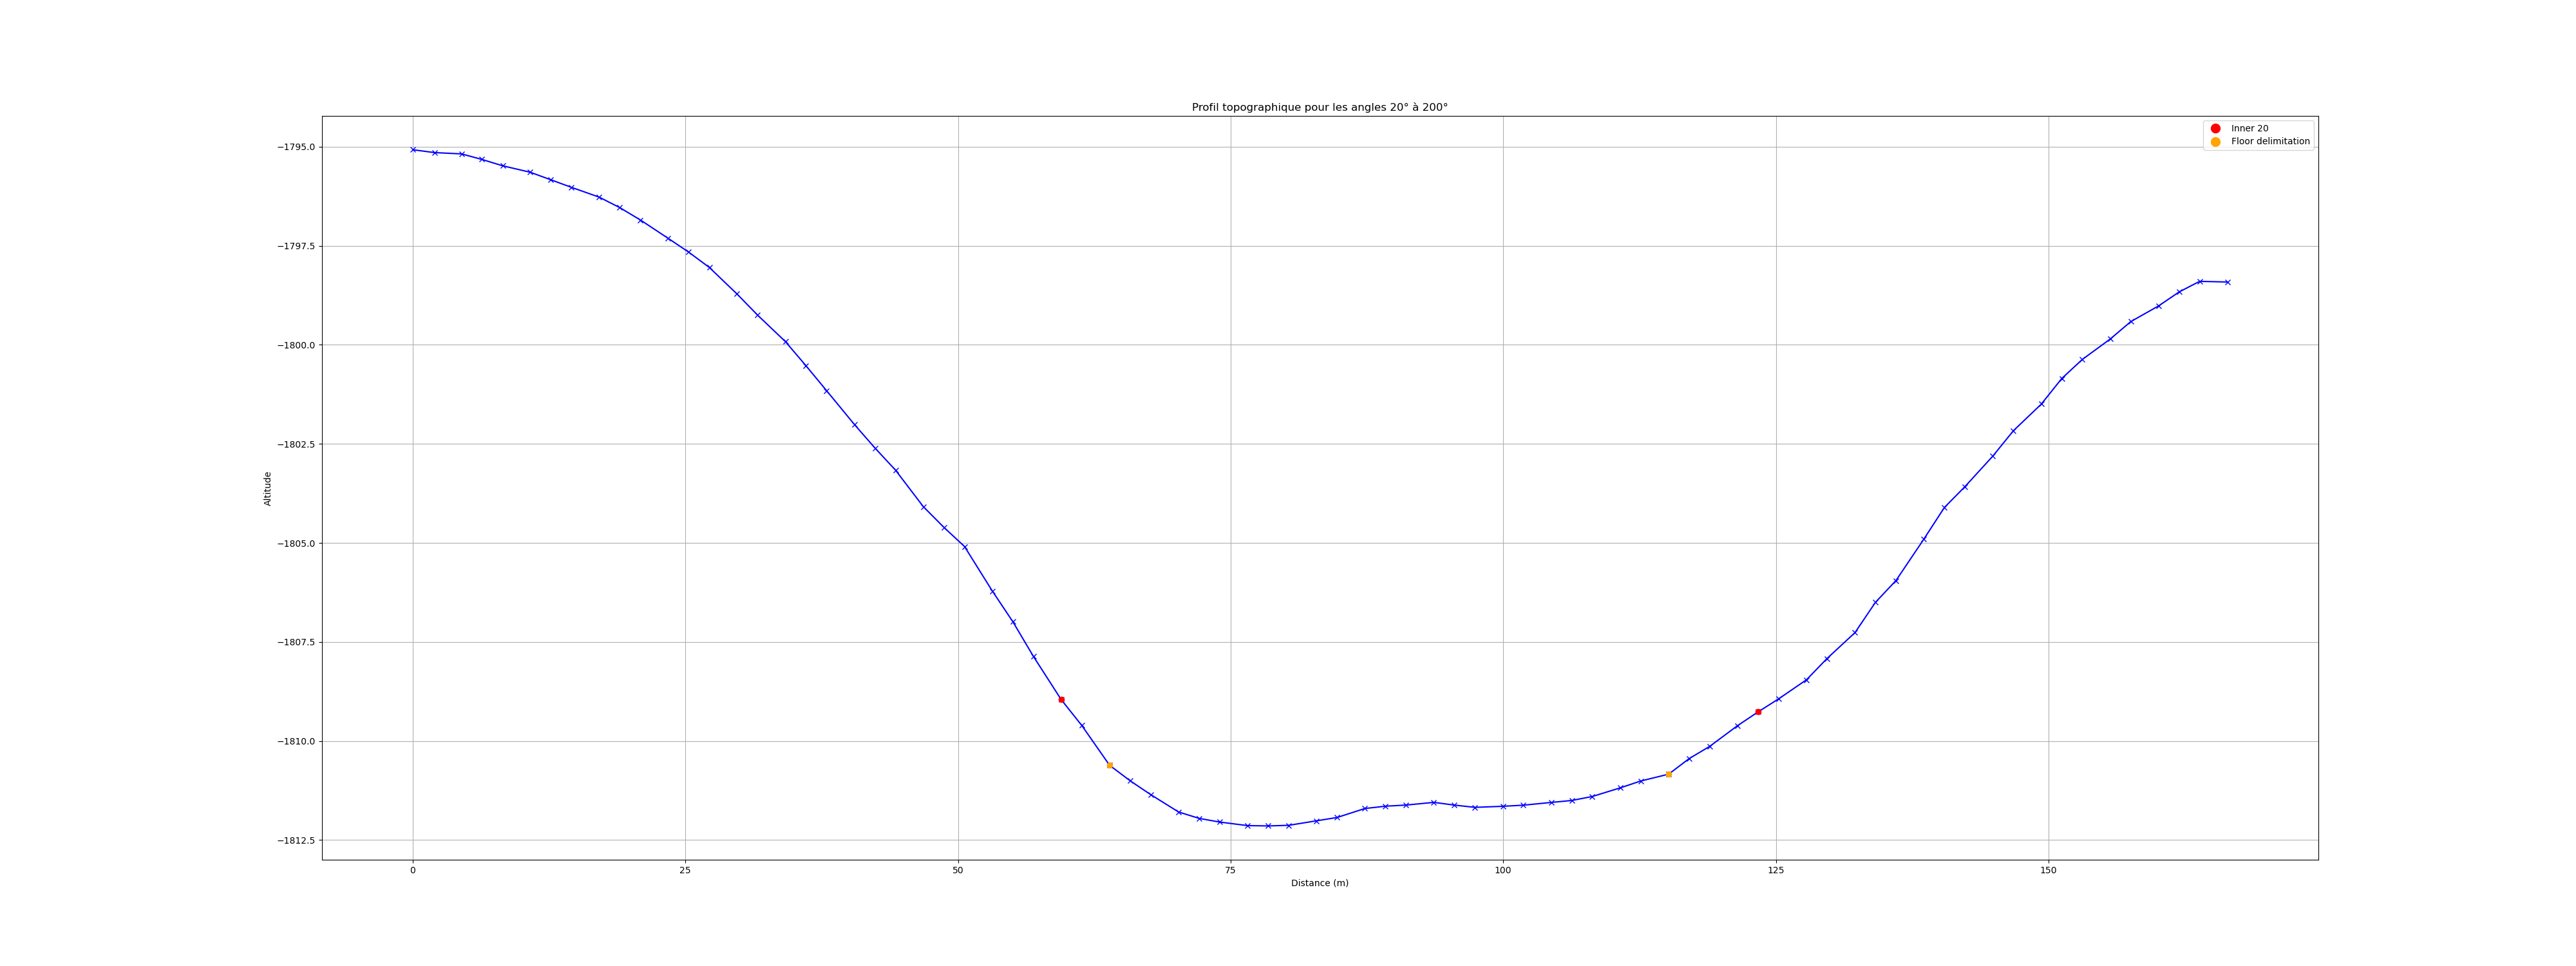 Profil topographique pour les angles 20° à 200°
Inner 20
Floor delimitation
−1795.0
−1797.5
−1800.0
−1802.5
−1805.0
−1807.5
−1810.0
−1812.5
Altitude
0 25 50 75 100 125 150
Distance (m)